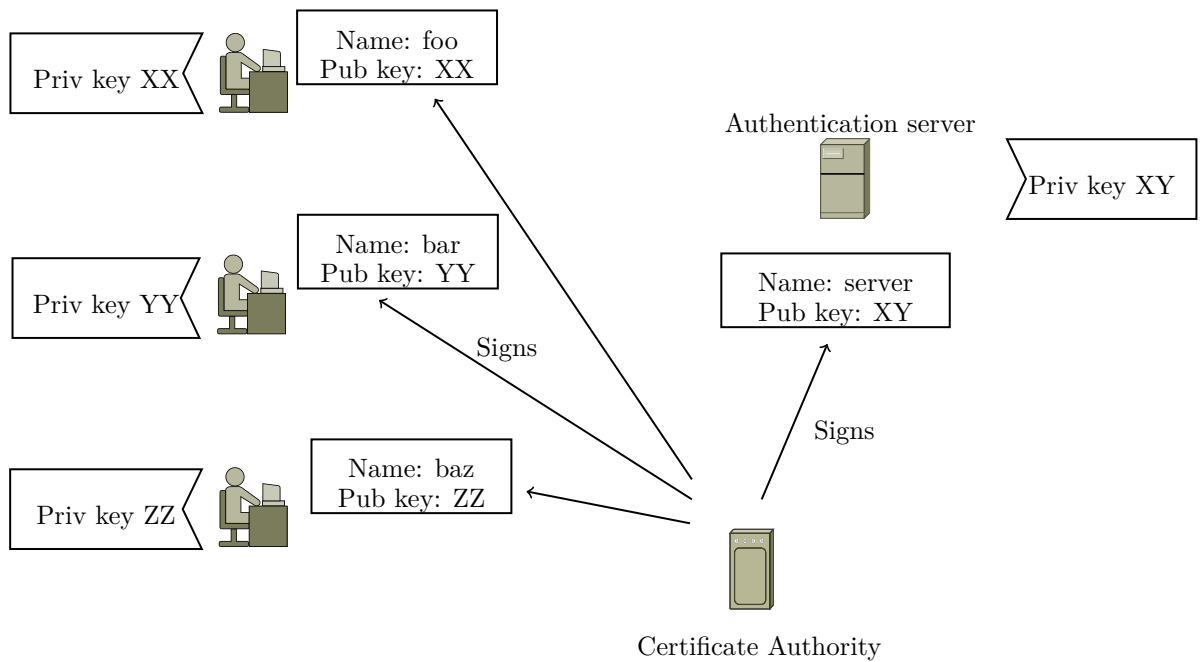 Name: foo
Pub key: XX
Priv key XX
Authentication server
Priv key XY
Name: bar
Pub key: YY
Priv key YY
Name: server
Pub key: XY
Signs
Signs
Name: baz
Pub key: ZZ
Priv key ZZ
Certificate Authority